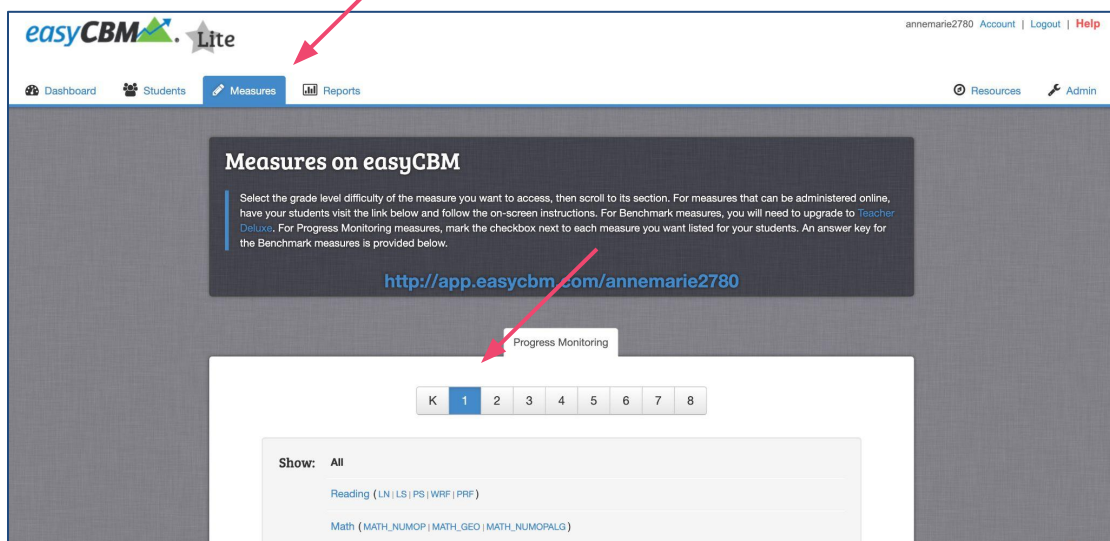 easyCBM. Lite
annemarie2780 Account | Logout | Help
Dashboard Students Measures Reports Resources Admin
Measures on easyCBM
Select the grade level difficulty of the measure you want to access, then scroll to its section. For measures that can be administered online,
have your students visit the link below and follow the on-screen instructions. For Benchmark measures, you will need to upgrade to Teacher
Deluxe. For Progress Monitoring measures, mark the checkbox next to each measure you want listed for your students. An answer key for
the Benchmark measures is provided below.
http://app.easycbm.com/annemarie2780
Progress Monitoring
K 1 2 3 4 5 6 7 8
Show: All
Reading ( LN | LS | PS | WRF | PRF )
Math ( MATH_NUMOP | MATH_GEO | MATH_NUMOPALG )